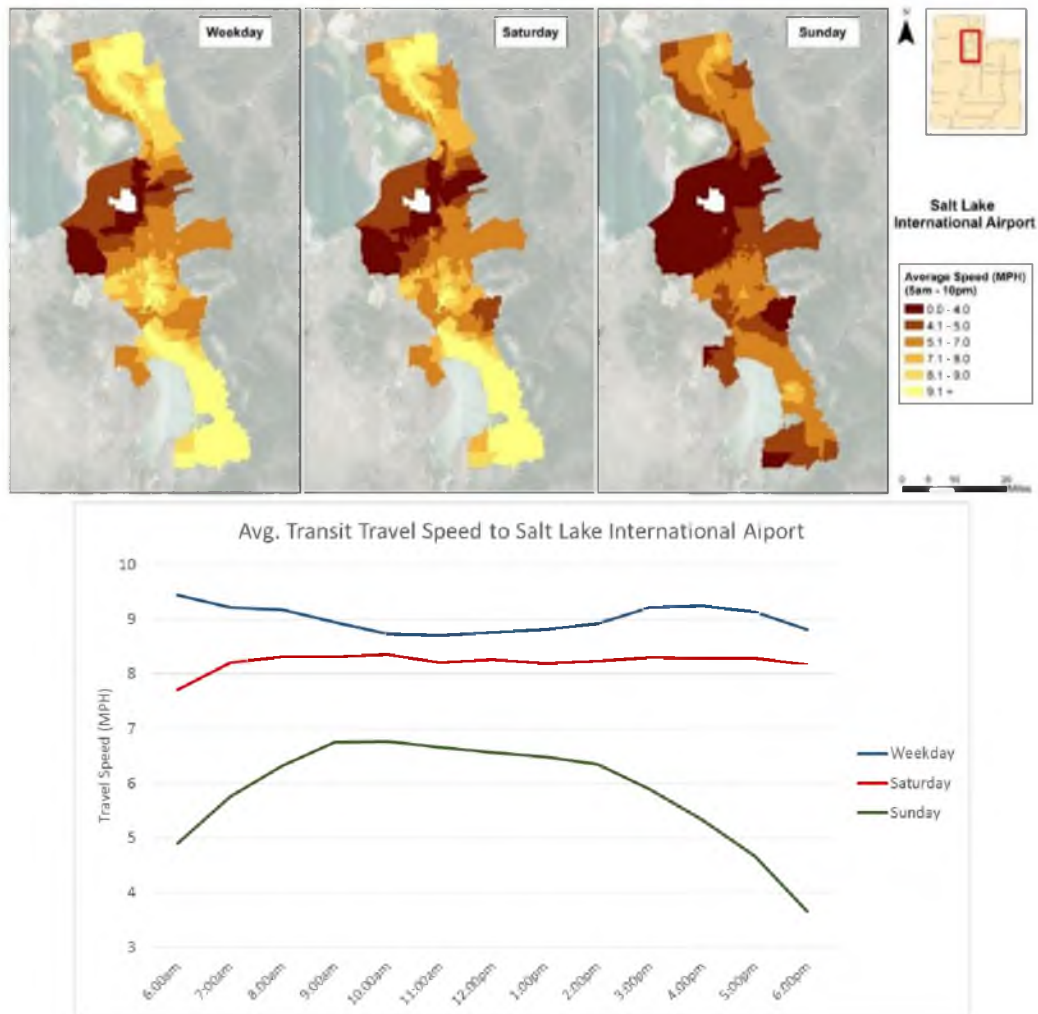 Weekday
Saturday
Sunday
N
Salt Lake
International Airport
Average Speed (MPH)
(5am - 10pm)
0.0 - 4.0
4.1 - 5.0
5.1 - 7.0
7.1 - 8.0
8.1 - 9.0
9.1 +
0 5 10 20
Miles
Avg. Transit Travel Speed to Salt Lake International Aiport
Travel Speed (MPH)
10
9
8
7
6
5
4
3
Weekday
Saturday
Sunday
6:00am 7:00am 8:00am 9:00am 10:00am 11:00am 12:00pm 1:00pm 2:00pm 3:00pm 4:00pm 5:00pm 6:00pm